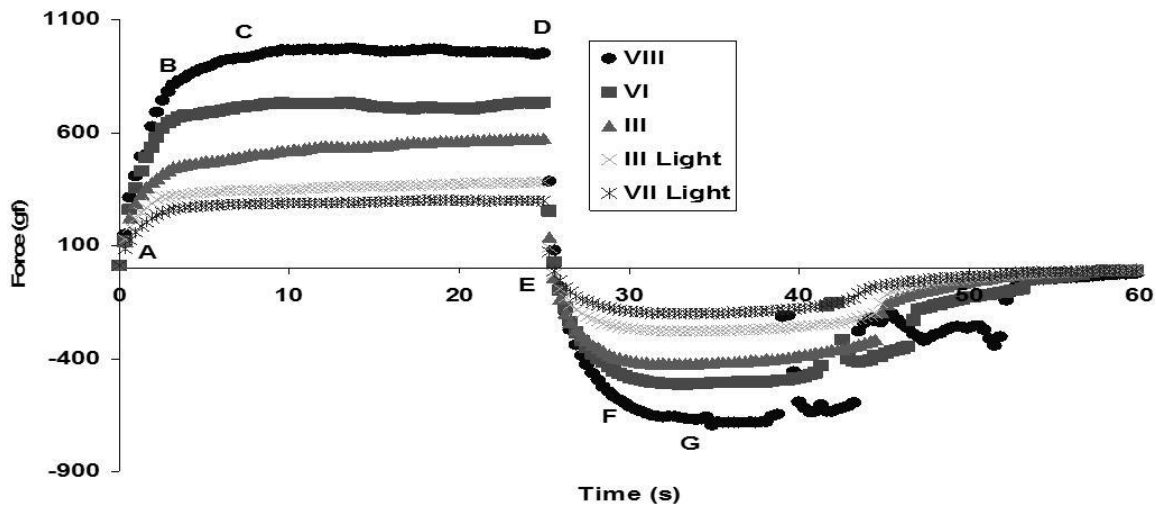 1100
C
D
B
VIII
VI
600
III
III Light
VII Light
Force (gf)
100
A
E
0
10
20
30
40
50
60
-400
F
G
-900
Time (s)